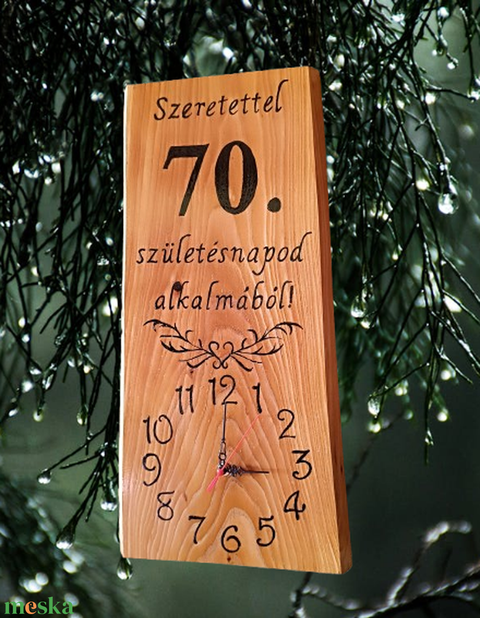 Szeretettel
70.
születésnapod
alkalmából!
11 12 1
10 2
9 3
8 4
7 6 5
meska